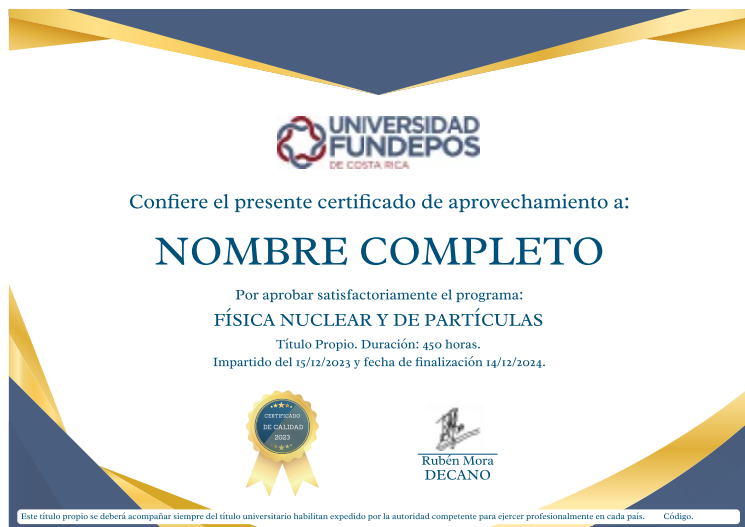 UNIVERSIDAD
FUNDEPOS
DE COSTA RICA
Confiere el presente certificado de aprovechamiento a:
NOMBRE COMPLETO
Por aprobar satisfactoriamente el programa:
FÍSICA NUCLEAR Y DE PARTÍCULAS
Título Propio. Duración: 450 horas.
Impartido del 15/12/2023 y fecha de finalización 14/12/2024.
CERTIFICADO
DE CALIDAD
2023
Rubén Mora
DECANO
Este título propio se deberá acompañar siempre del título universitario habilitan expedido por la autoridad competente para ejercer profesionalmente en cada país. Código.